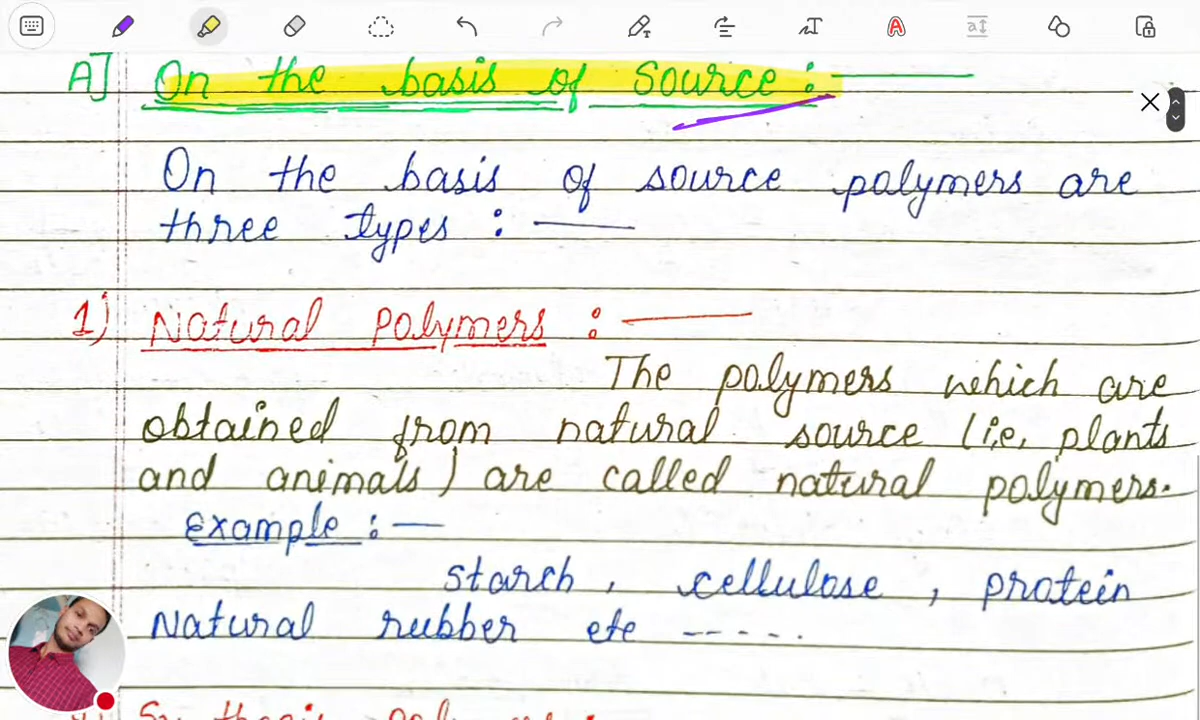 A] On the basis of Source :
On the basis of source polymers are
three types :
1) Natural Polymers :
The polymers which are
obtained from natural source (i.e, plants
and animals) are called natural polymers.
Example :
starch, cellulose, protein
Natural rubber etc -----.